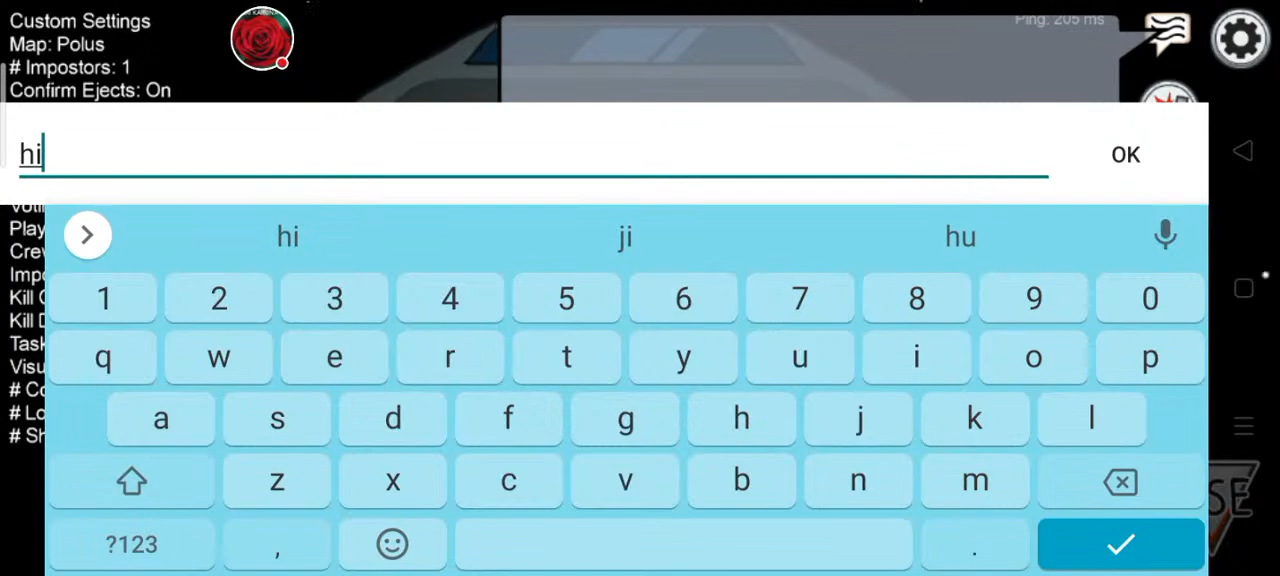 Custom Settings
Map: Polus
# Impostors: 1
Confirm Ejects: On
Ping: 205 ms
hi
OK
hi ji hu
1 2 3 4 5 6 7 8 9 0
q w e r t y u i o p
a s d f g h j k l
z x c v b n m
?123 , .